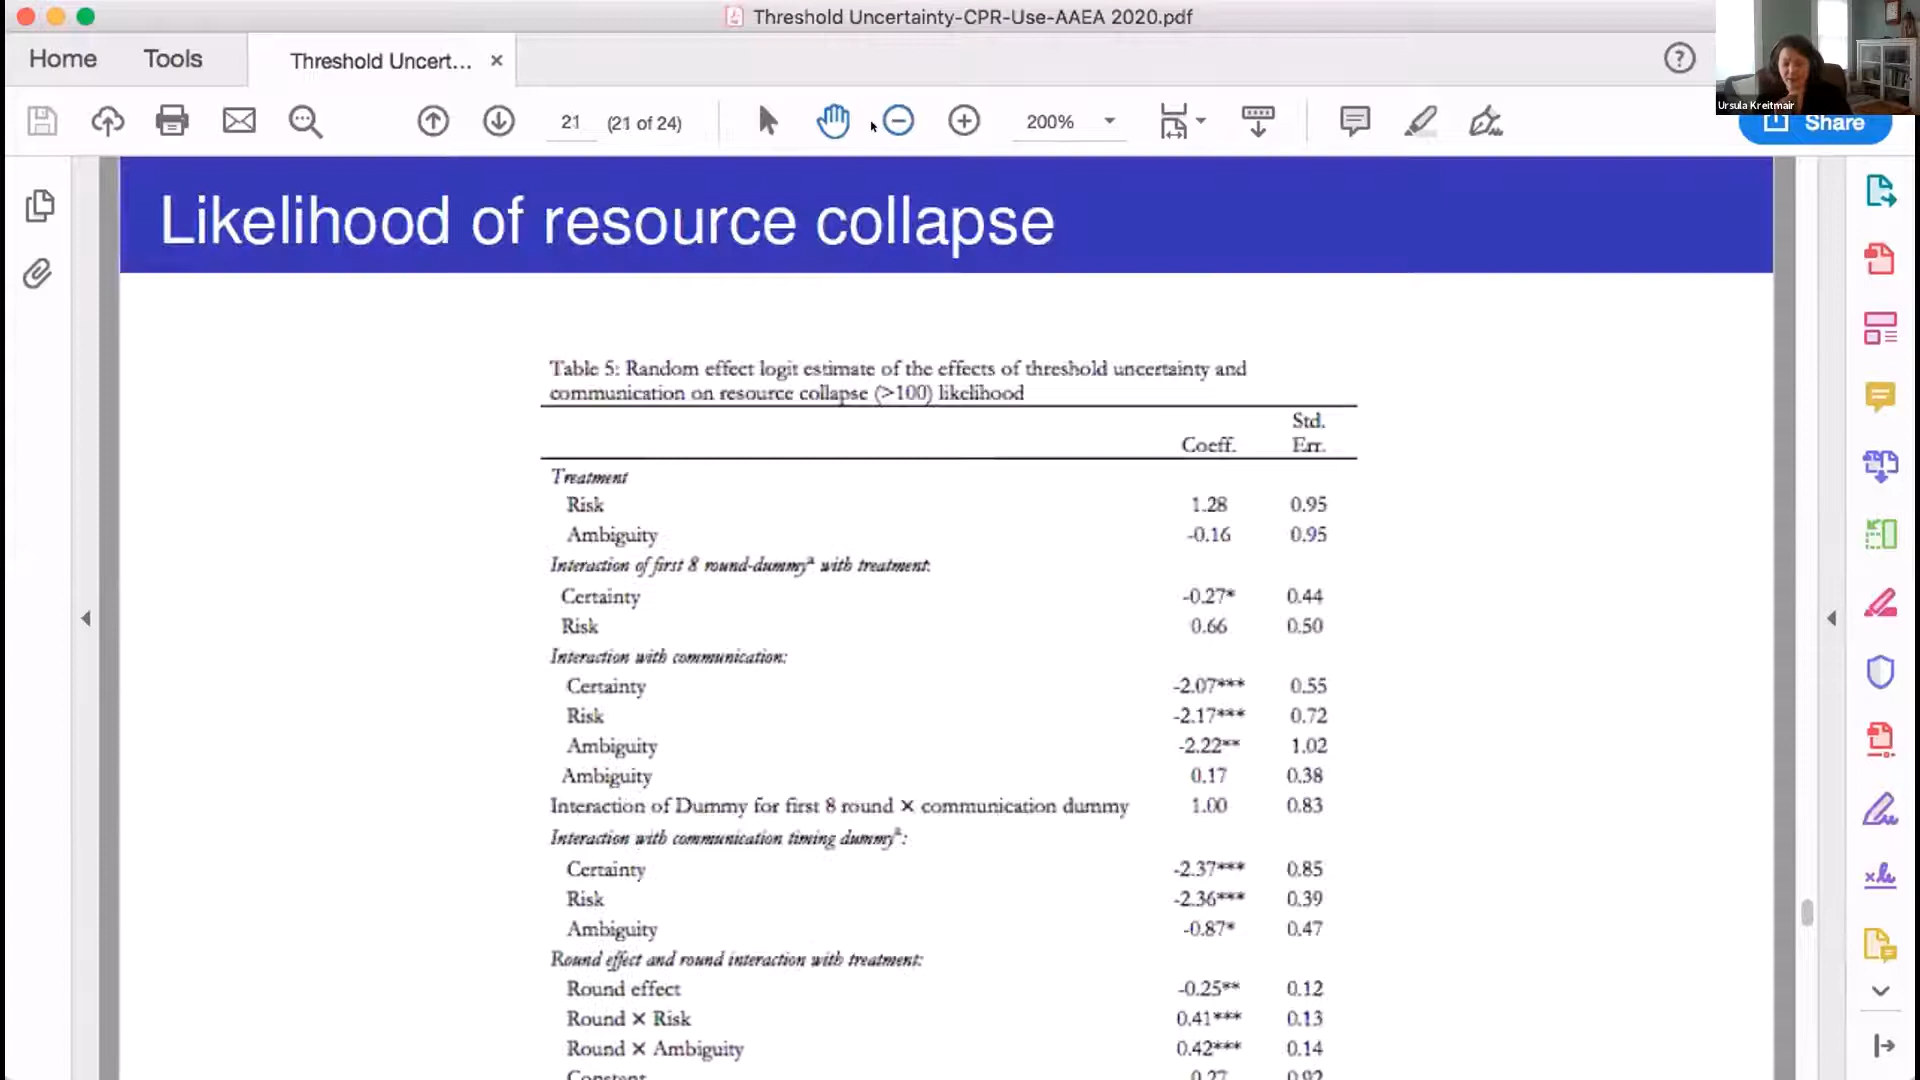 Threshold Uncertainty-CPR-Use-AAEA 2020.pdf
Home Tools Threshold Uncert... ×
Ursula Kreitmair
21 (21 of 24) 200% Share
Likelihood of resource collapse
Table 5: Random effect logit estimate of the effects of threshold uncertainty and
communication on resource collapse (>100) likelihood
Std.
Coeff. Err.
Treatment
Risk 1.28 0.95
Ambiguity -0.16 0.95
Interaction of first 8 round-dummyª with treatment:
Certainty -0.27* 0.44
Risk 0.66 0.50
Interaction with communication:
Certainty -2.07*** 0.55
Risk -2.17*** 0.72
Ambiguity -2.22** 1.02
Ambiguity 0.17 0.38
Interaction of Dummy for first 8 round × communication dummy 1.00 0.83
Interaction with communication timing dummyª:
Certainty -2.37*** 0.85
Risk -2.36*** 0.39
Ambiguity -0.87* 0.47
Round effect and round interaction with treatment:
Round effect -0.25** 0.12
Round × Risk 0.41*** 0.13
Round × Ambiguity 0.42*** 0.14
Constant